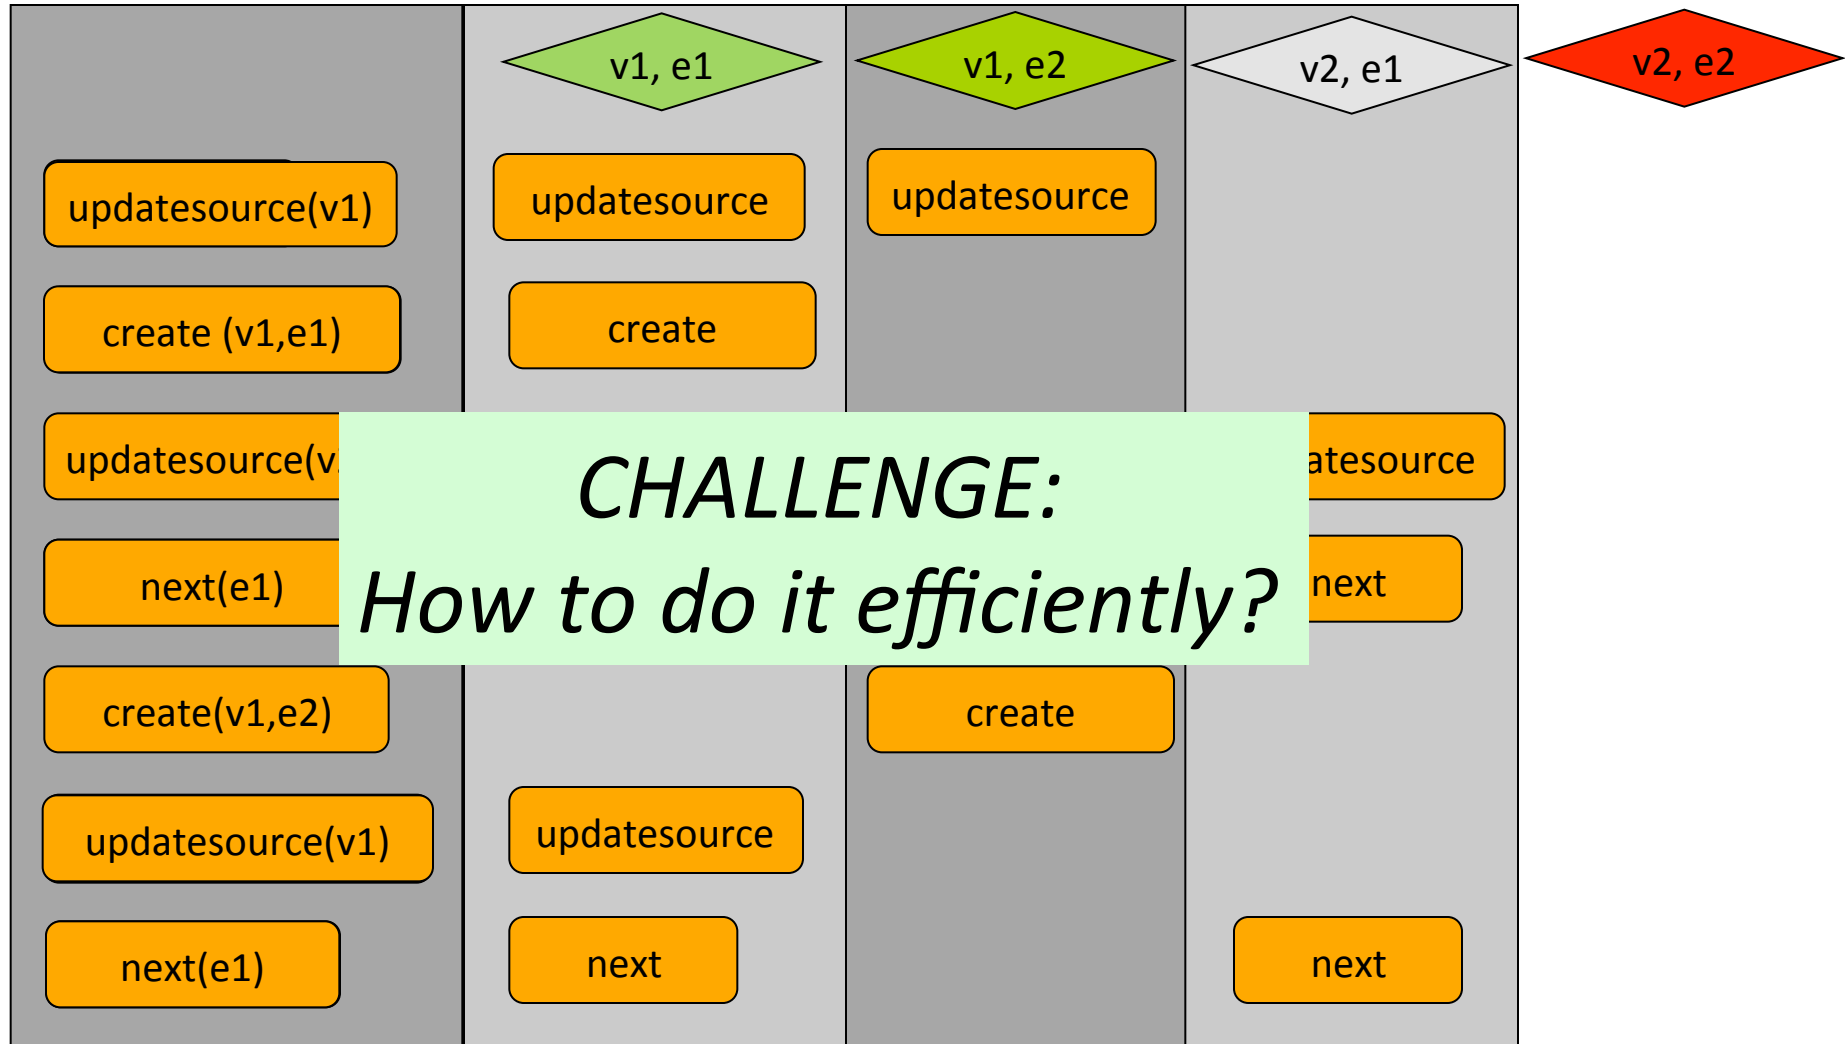 v1, e1
v1, e2
v2, e1
v2, e2
updatesource(v1)
updatesource
updatesource
create (v1,e1)
create
updatesource(v
atesource
CHALLENGE:
How to do it efficiently?
next(e1)
next
create(v1,e2)
create
updatesource(v1)
updatesource
next(e1)
next
next